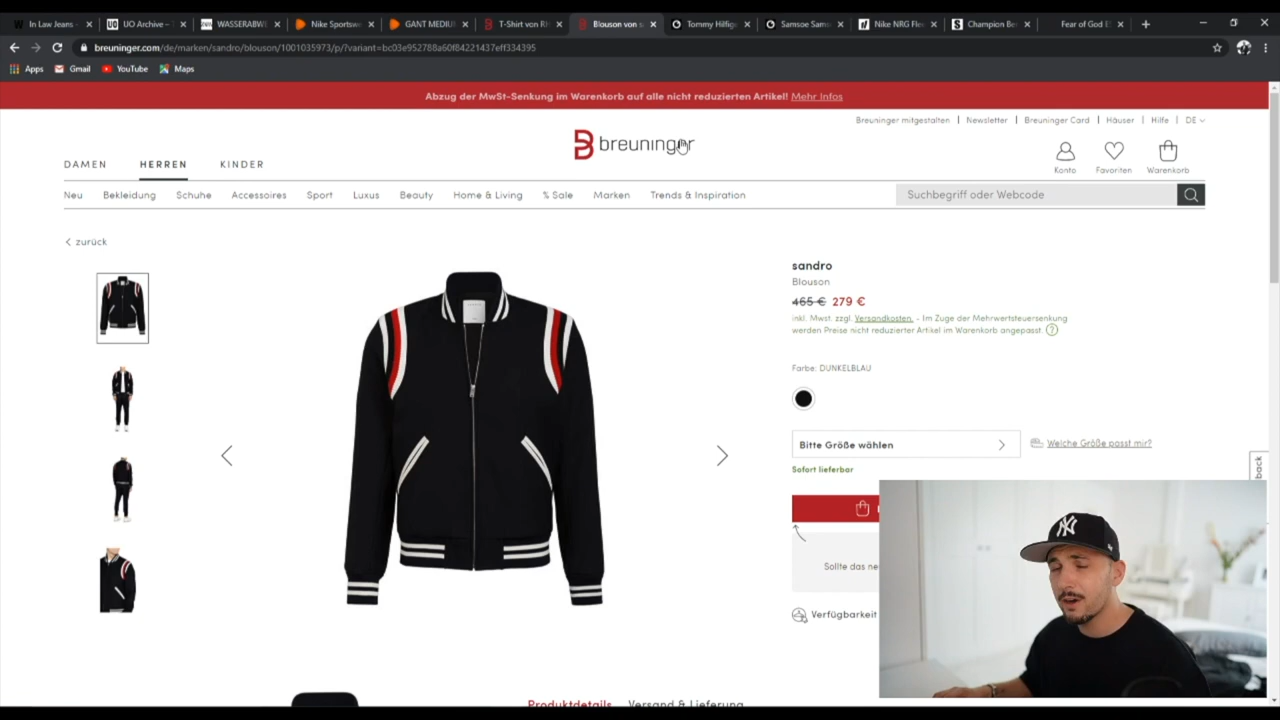 In Law Jeans -
UO Archive –
WASSERABW
Nike Sportsw
GANT MEDIU
T-Shirt von R
Blouson von s
Tommy Hilfig
Samsoe Sams
Nike NRG Fle
Champion Be
Fear of God E
breuninger.com/de/marken/sandro/blouson/1001035973/p/?variant=bc03e952788a60f84221437eff334395
Apps
Gmail
YouTube
Maps
Abzug der MwSt-Senkung im Warenkorb auf alle nicht reduzierten Artikel! Mehr Infos
Breuninger mitgestalten | Newsletter | Breuninger Card | Häuser | Hilfe | DE
breuninger
DAMEN
HERREN
KINDER
Konto
Favoriten
Warenkorb
Neu
Bekleidung
Schuhe
Accessoires
Sport
Luxus
Beauty
Home & Living
% Sale
Marken
Trends & Inspiration
Suchbegriff oder Webcode
zurück
sandro
Blouson
465 € 279 €
inkl. Mwst. zzgl. Versandkosten. - Im Zuge der Mehrwertsteuersenkung
werden Preise nicht reduzierter Artikel im Warenkorb angepasst. ?
Farbe: DUNKELBLAU
Bitte Größe wählen
Welche Größe passt mir?
Sofort lieferbar
back
Sollte das ne
Verfügbarkeit
NY
Produktdetails
Versand & Lieferung